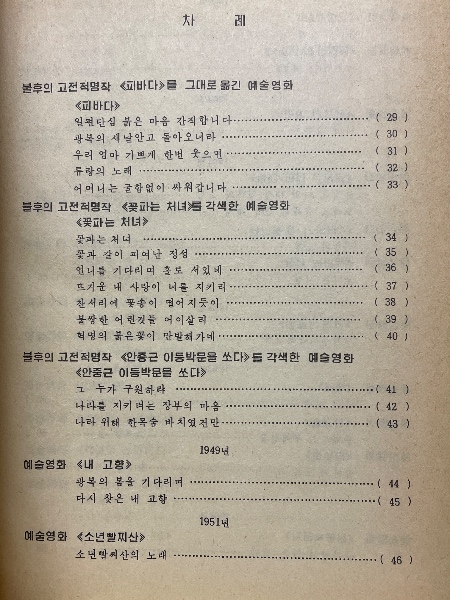 차 례
불후의 고전적명작 《피바다》를 그대로 옮긴 예술영화
《피바다》
일편단심 붉은 마음 간직합니다 ( 29 )
광복의 새날안고 돌아오니라 ( 30 )
우리 엄마 기쁘게 한번 웃으면 ( 31 )
류랑의 노래 ( 32 )
어머니는 굴함없이 싸워갑니다 ( 33 )
불후의 고전적명작 《꽃파는 처녀》를 각색한 예술영화
《꽃파는 처녀》
꽃파는 처녀 ( 34 )
꽃과 같이 피여난 정성 ( 35 )
언니를 기다리며 홀로 서있네 ( 36 )
뜨거운 내 사랑이 너를 지키리 ( 37 )
찬서리에 꽃송이 떨어지듯이 ( 38 )
불쌍한 어린것들 어이살리 ( 39 )
혁명의 붉은꽃이 만발해가네 ( 40 )
불후의 고전적명작 《안중근 이등박문을 쏘다》를 각색한 예술영화
《안중근 이등박문을 쏘다》
그 누가 구원하랴 ( 41 )
나라를 지키려는 장부의 마음 ( 42 )
나라 위해 한목숨 바치였건만 ( 43 )
1949년
예술영화 《내 고향》
광복의 봄을 기다리며 ( 44 )
다시 찾은 내 고향 ( 45 )
1951년
예술영화 《소년빨찌산》
소년빨찌산의 노래 ( 46 )